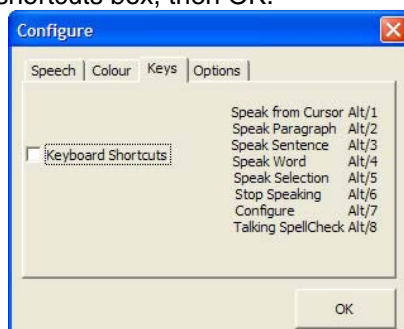 shortcuts box, then OK.
Configure
Speech Colour Keys Options
Speak from Cursor Alt/1
Speak Paragraph Alt/2
Speak Sentence Alt/3
Keyboard Shortcuts
Speak Word Alt/4
Speak Selection Alt/5
Stop Speaking Alt/6
Configure Alt/7
Talking SpellCheck Alt/8
OK